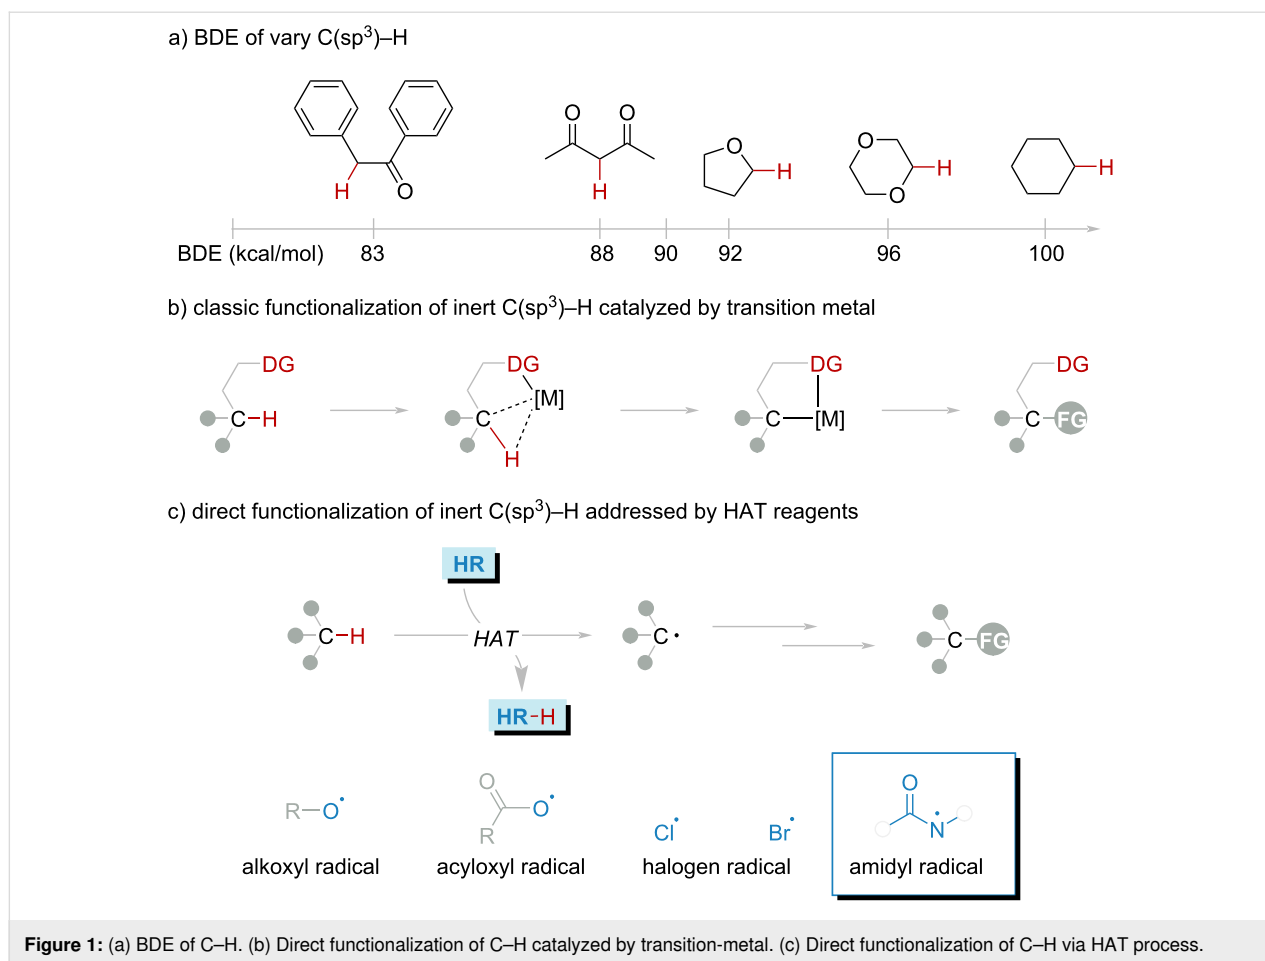 a) BDE of vary C(sp³)–H
O O O O
H H H O H
O O
BDE (kcal/mol) 83 88 90 92 96 100
b) classic functionalization of inert C(sp³)–H catalyzed by transition metal
DG DG DG DG
[M]
C–H C C [M] C FG
H
c) direct functionalization of inert C(sp³)–H addressed by HAT reagents
HR
C–H HAT C· C FG
HR-H
O O
R–O· O· Cl· Br· N·
R
alkoxyl radical acyloxyl radical halogen radical amidyl radical
Figure 1: (a) BDE of C–H. (b) Direct functionalization of C–H catalyzed by transition-metal. (c) Direct functionalization of C–H via HAT process.